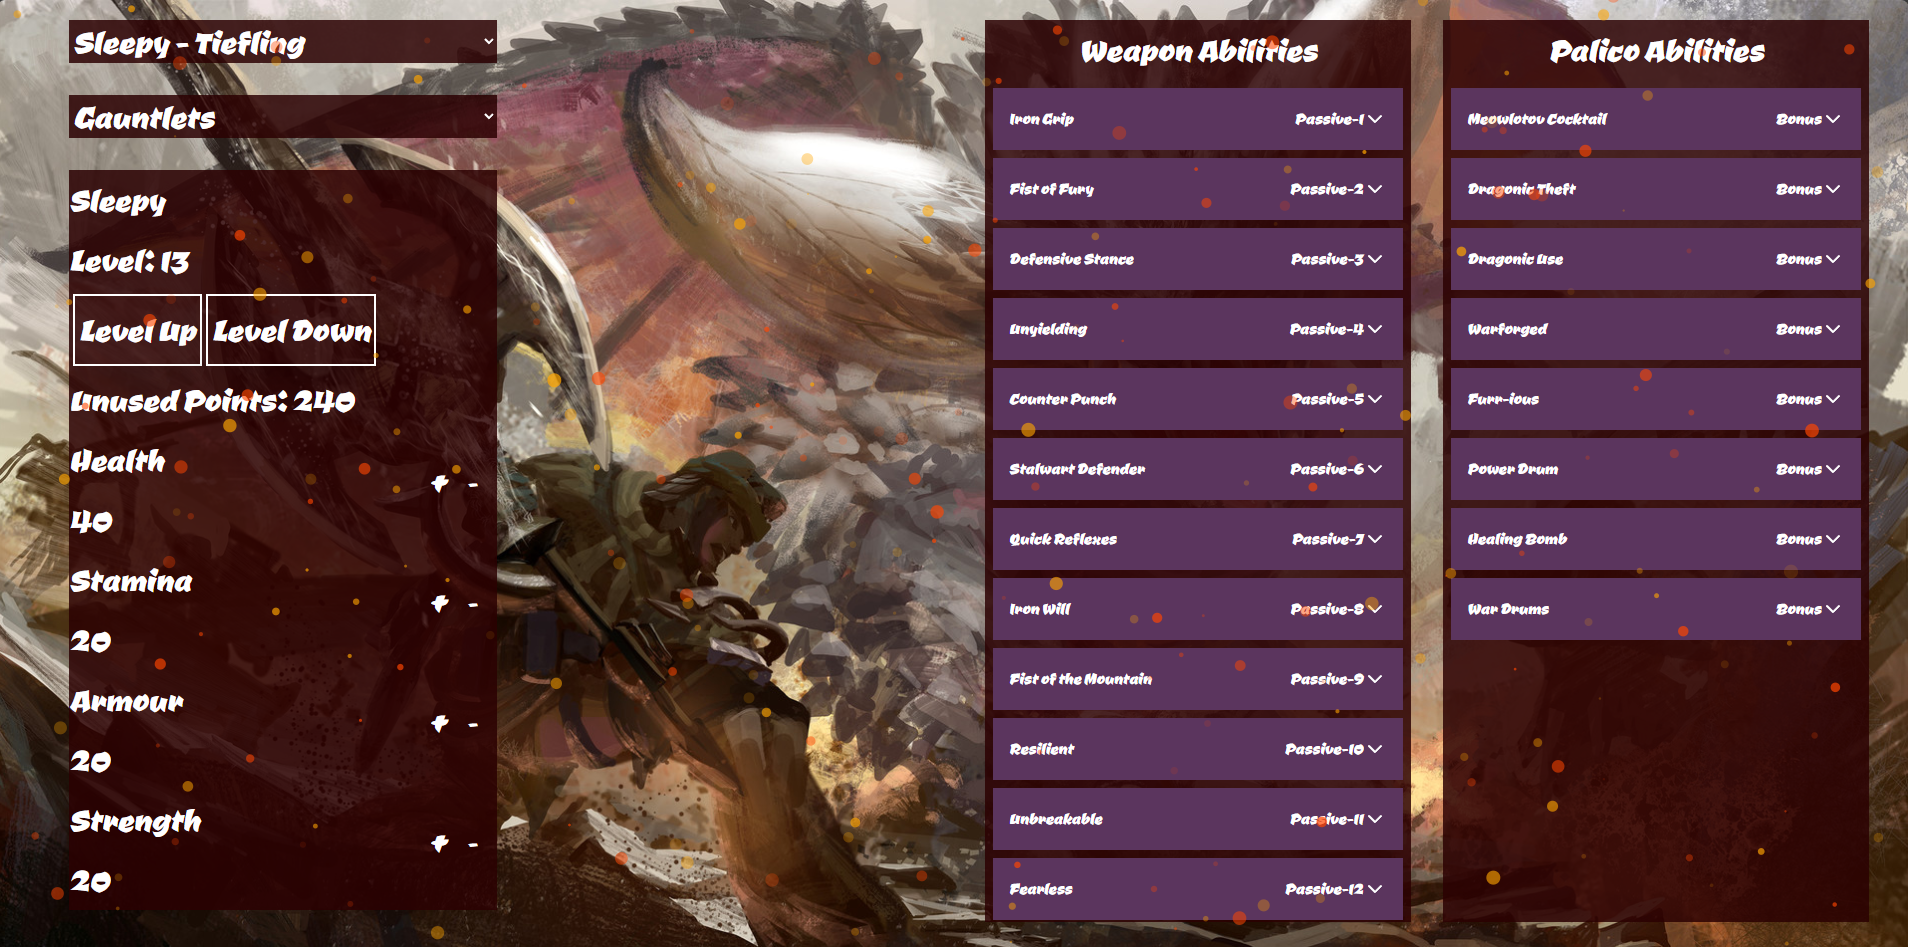 Sleepy - Tiefling
Gauntlets
Sleepy
Level: 13
Level Up Level Down
Unused Points: 240
Health
+ -
40
Stamina
+ -
20
Armour
+ -
20
Strength
+ -
20
Weapon Abilities
Iron Grip Passive-1
Fist of Fury Passive-2
Defensive Stance Passive-3
Unyielding Passive-4
Counter Punch Passive-5
Stalwart Defender Passive-6
Quick Reflexes Passive-7
Iron Will Passive-8
Fist of the Mountain Passive-9
Resilient Passive-10
Unbreakable Passive-11
Fearless Passive-12
Palico Abilities
Meowlotov Cocktail Bonus
Dragonic Theft Bonus
Dragonic Use Bonus
Warforged Bonus
Furr-ious Bonus
Power Drum Bonus
Healing Bomb Bonus
War Drums Bonus